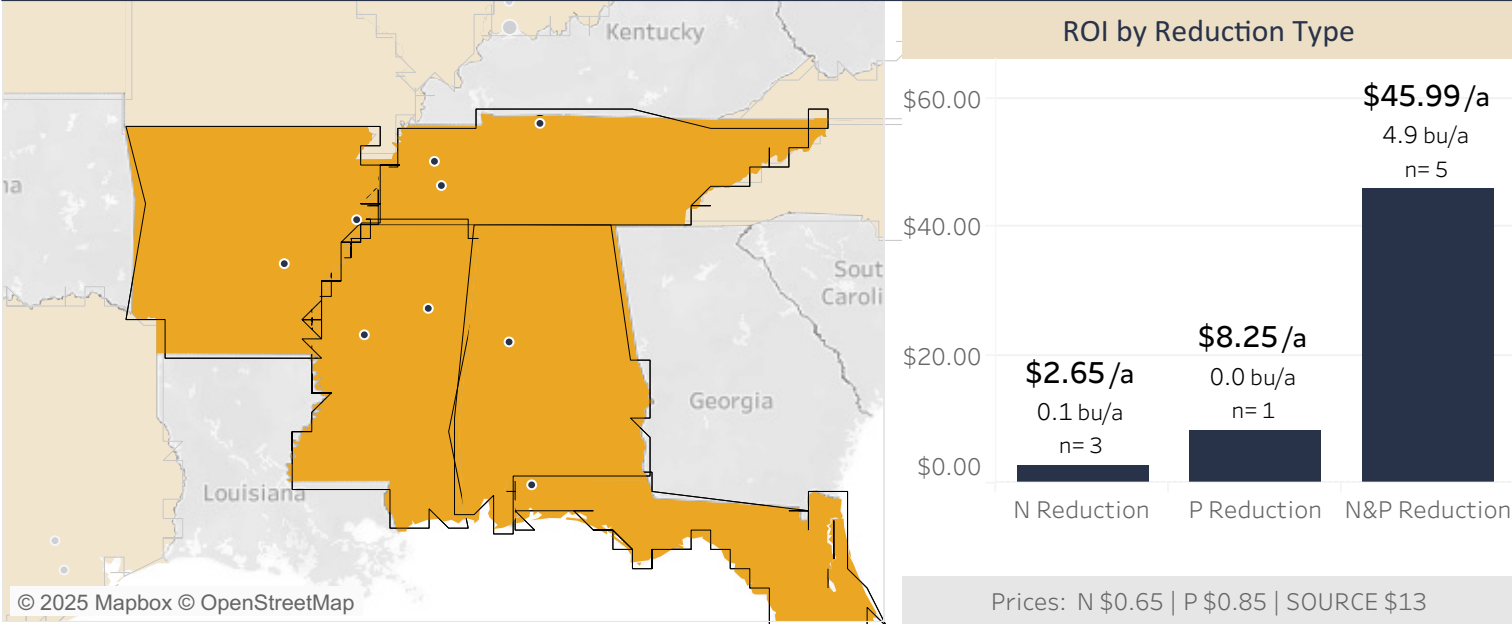 Kentucky
na
South
Caroli
Georgia
Louisiana
© 2025 Mapbox © OpenStreetMap
ROI by Reduction Type
$60.00
$40.00
$20.00
$0.00
$2.65/a
0.1 bu/a
n= 3
$8.25/a
0.0 bu/a
n= 1
$45.99/a
4.9 bu/a
n= 5
N Reduction P Reduction N&P Reduction
Prices: N $0.65 | P $0.85 | SOURCE $13